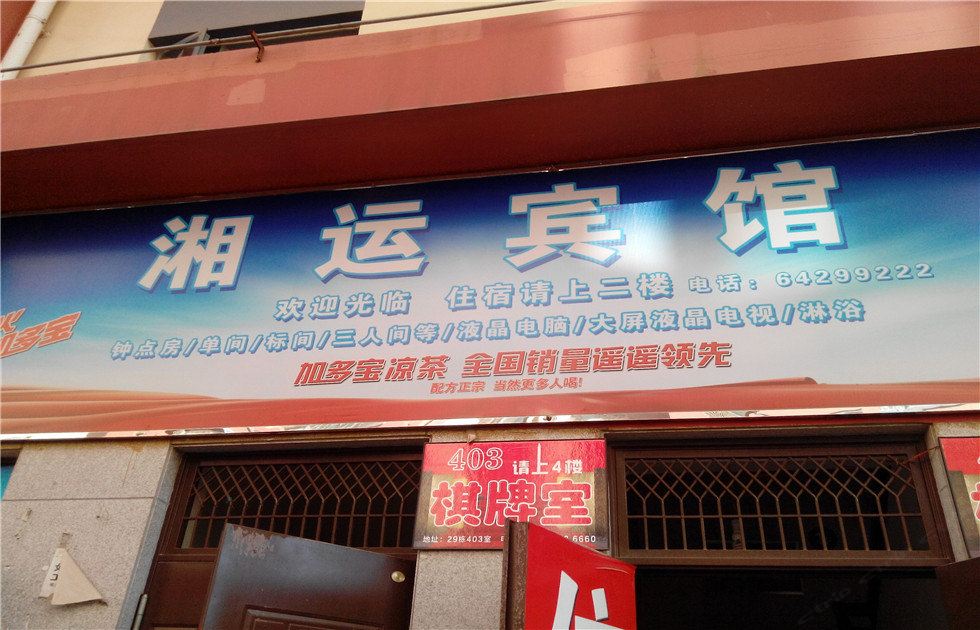 湘运宾馆
欢迎光临 住宿请上二楼 电话：64299222
钟点房/单间/标间/三人间等/液晶电脑/大屏液晶电视/淋浴
加多宝
加多宝凉茶 全国销量遥遥领先
配方正宗 当然更多人喝!
403 请上4楼
棋牌室
地址：29栋403室 6660